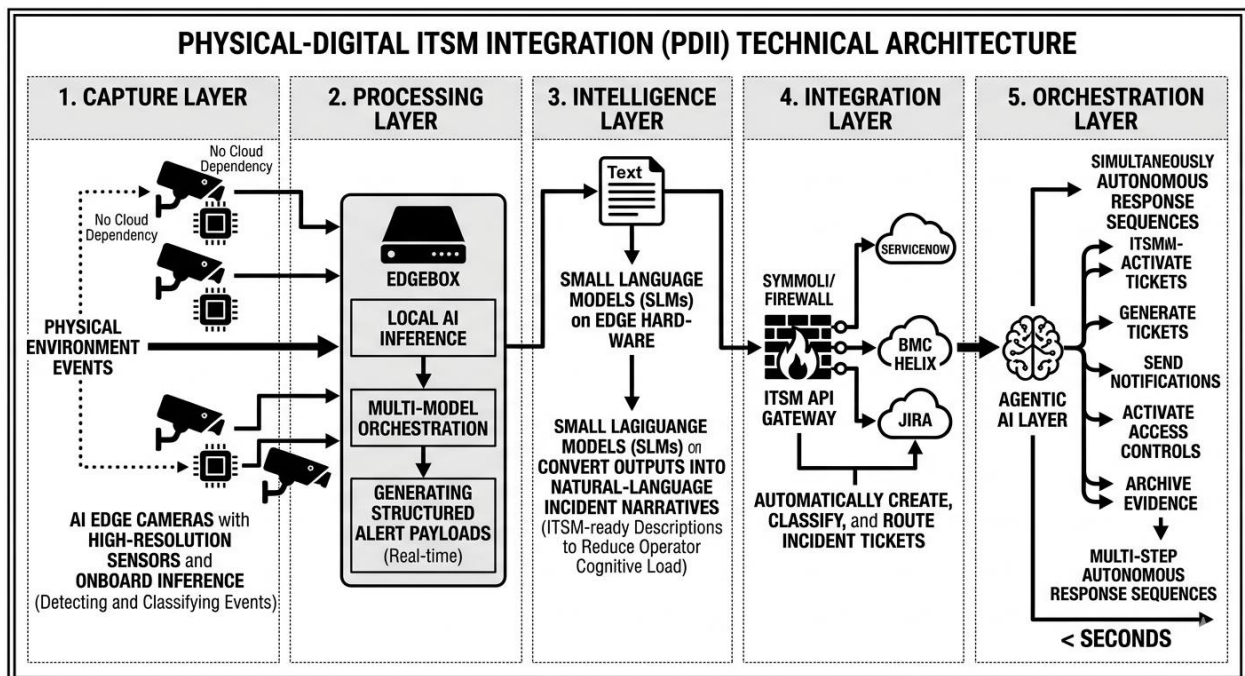 PHYSICAL-DIGITAL ITSM INTEGRATION (PDII) TECHNICAL ARCHITECTURE
1. CAPTURE LAYER
No Cloud
Dependency
No Cloud
Dependency
PHYSICAL
ENVIRONMENT
EVENTS
AI EDGE CAMERAS with
HIGH-RESOLUTION
SENSORS and
ONBOARD INFERENCE
(Detecting and Classifying Events)
2. PROCESSING
LAYER
EDGEBOX
LOCAL AI
INFERENCE
MULTI-MODEL
ORCHESTRATION
GENERATING
STRUCTURED
ALERT PAYLOADS
(Real-time)
3. INTELLIGENCE
LAYER
Text
SMALL LANGUAGE
MODELS (SLMs)
on EDGE HARD-
WARE
SMALL LAGIGUANGE
MODELS (SLMs) on
CONVERT OUTPUTS INTO
NATURAL-LANGUAGE
INCIDENT NARRATIVES
(ITSM-ready Descriptions
to Reduce Operator
Cognitive Load)
4. INTEGRATION
LAYER
SYMMOLI/
FIREWALL
SERVICENOW
BMC
HELIX
JIRA
ITSM API
GATEWAY
AUTOMATICALLY CREATE,
CLASSIFY, and ROUTE
INCIDENT TICKETS
5. ORCHESTRATION
LAYER
SIMULTANEOUSLY
AUTONOMOUS
RESPONSE
SEQUENCES
ITSMM-
ACTIVATE
TICKETS
GENERATE
TICKETS
SEND
NOTIFICATIONS
ACTIVATE
ACCESS
CONTROLS
ARCHIVE
EVIDENCE
AGENTIC
AI LAYER
MULTI-STEP
AUTONOMOUS
RESPONSE SEQUENCES
< SECONDS